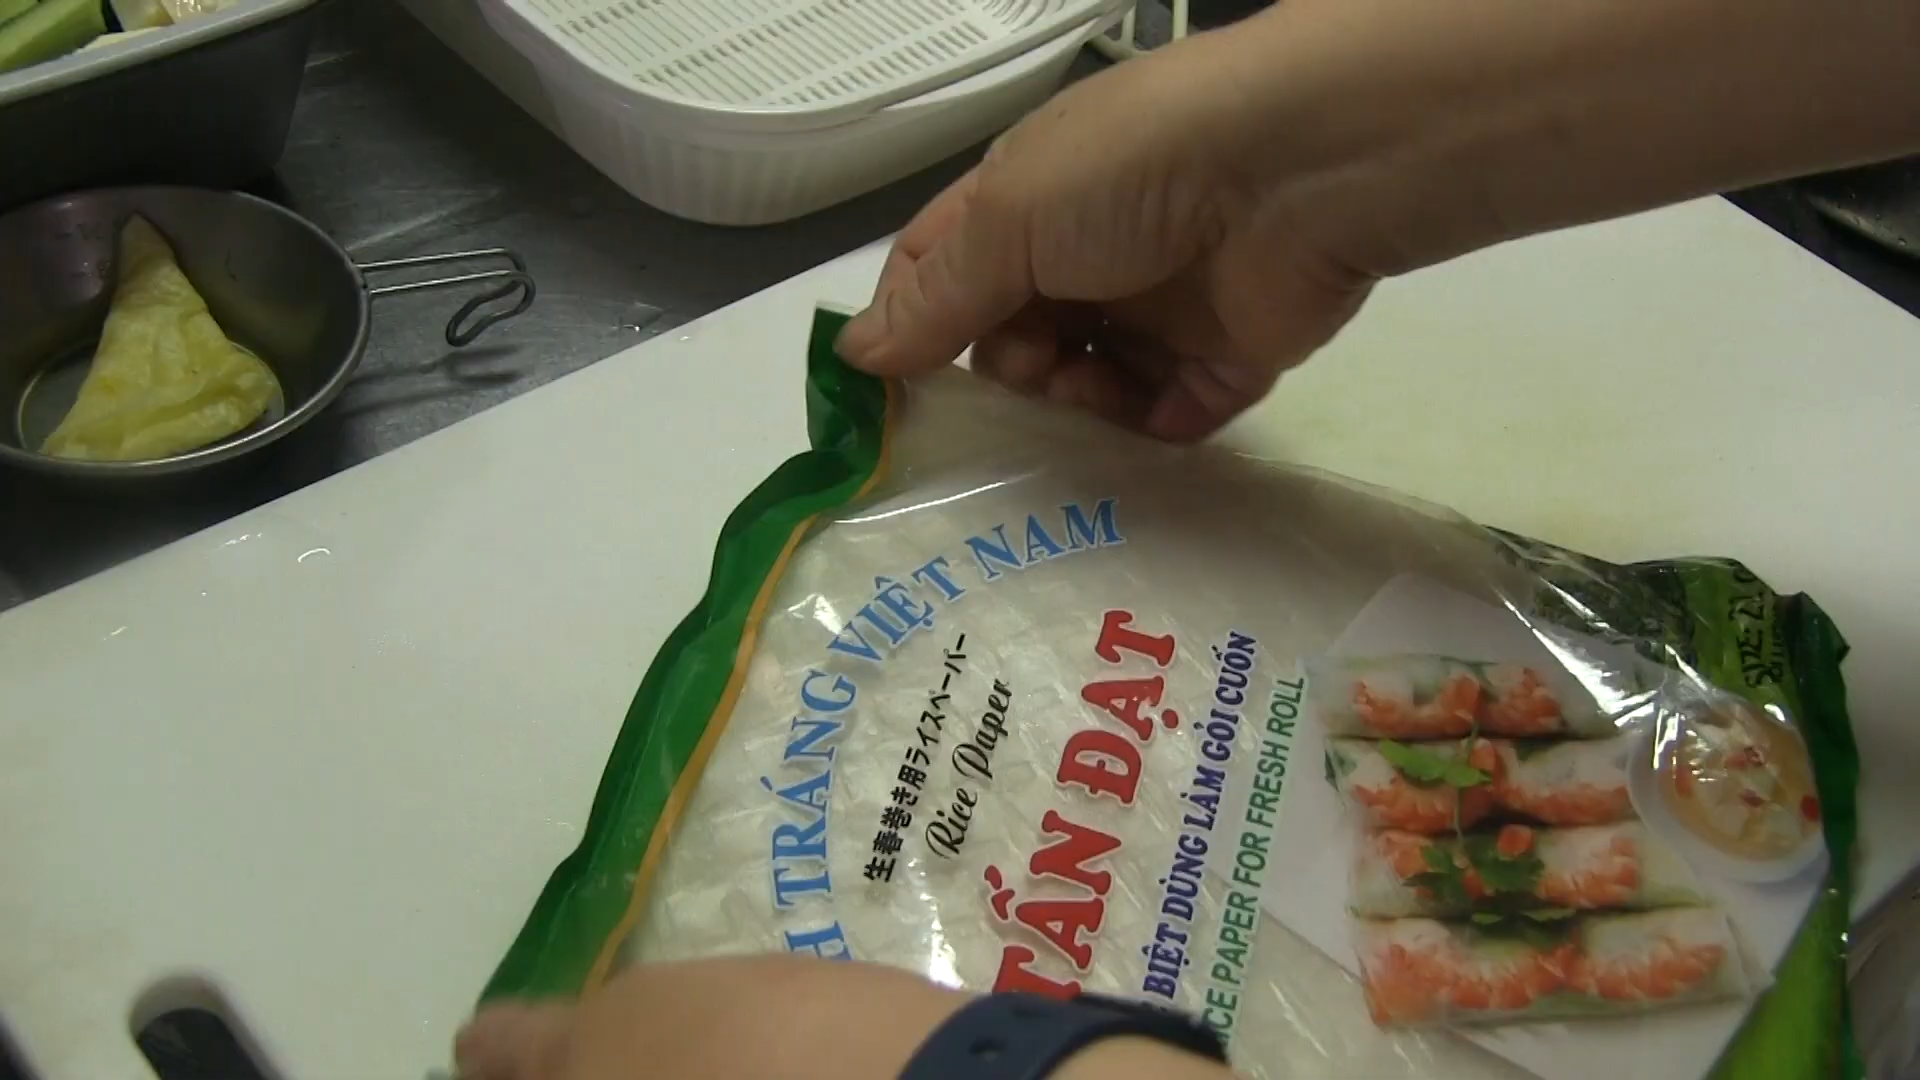 TRÁNG VIỆT NAM
生春巻き用ライスペーパー
Rice Paper
TẤN ĐẠT
BIỆT DÙNG LÀM GỎI CUỐN
PAPER FOR FRESH ROLL
SIZE: